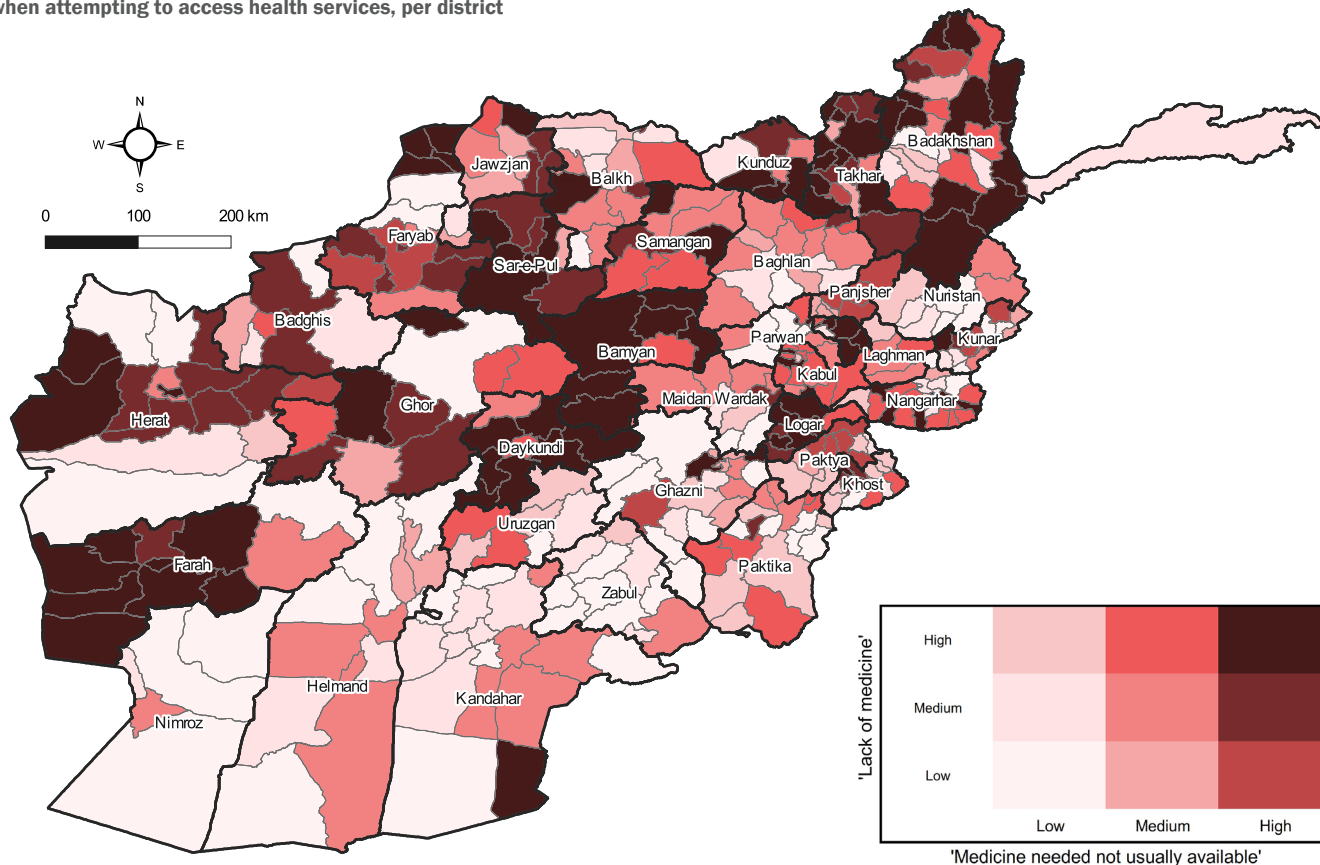 when attempting to access health services, per district
N
W E
S
0 100 200 km
Jawzjan
Balkh
Kunduz
Takhar
Badakhshan
Faryab
Sar-e-Pul
Samangan
Baghlan
Panjsher
Nuristan
Badghis
Bamyan
Parwan
Kunar
Laghman
Kabul
Herat
Ghor
Maidan Wardak
Nangarhar
Logar
Daykundi
Paktya
Khost
Ghazni
Uruzgan
Farah
Paktika
Zabul
Helmand
Kandahar
Nimroz
'Lack of medicine'
High
Medium
Low
Low Medium High
'Medicine needed not usually available'